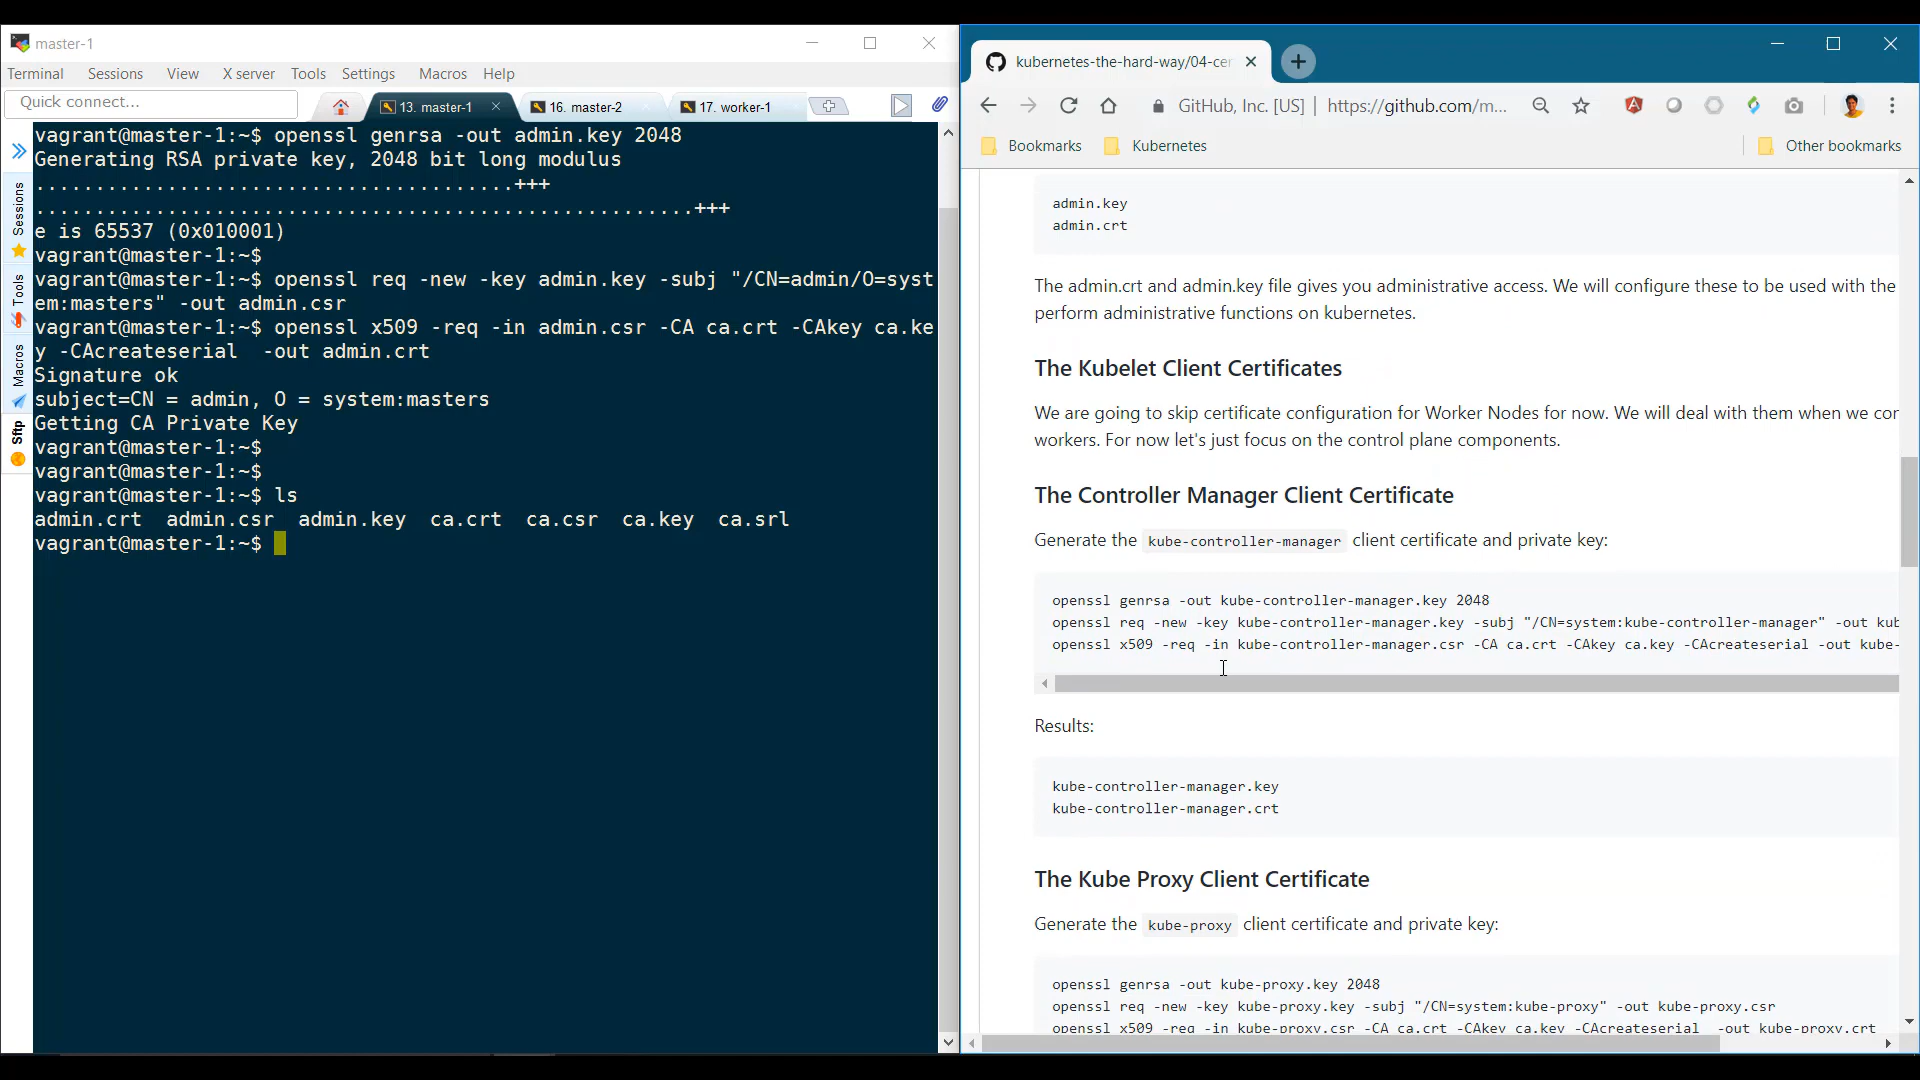 master-1
Terminal Sessions View X server Tools Settings Macros Help
Quick connect...
13. master-1
16. master-2
17. worker-1
Sessions
Tools
Macros
Sftp
vagrant@master-1:~$ openssl genrsa -out admin.key 2048
Generating RSA private key, 2048 bit long modulus
........................................+++
.......................................................+++
e is 65537 (0x010001)
vagrant@master-1:~$
vagrant@master-1:~$ openssl req -new -key admin.key -subj "/CN=admin/O=syst
em:masters" -out admin.csr
vagrant@master-1:~$ openssl x509 -req -in admin.csr -CA ca.crt -CAkey ca.ke
y -CAcreateserial  -out admin.crt
Signature ok
subject=CN = admin, O = system:masters
Getting CA Private Key
vagrant@master-1:~$
vagrant@master-1:~$
vagrant@master-1:~$ ls
admin.crt  admin.csr  admin.key  ca.crt  ca.csr  ca.key  ca.srl
vagrant@master-1:~$
kubernetes-the-hard-way/04-cer
GitHub, Inc. [US] | https://github.com/m...
Bookmarks Kubernetes Other bookmarks
admin.key
admin.crt
The admin.crt and admin.key file gives you administrative access. We will configure these to be used with the
perform administrative functions on kubernetes.
The Kubelet Client Certificates
We are going to skip certificate configuration for Worker Nodes for now. We will deal with them when we cor
workers. For now let's just focus on the control plane components.
The Controller Manager Client Certificate
Generate the kube-controller-manager client certificate and private key:
openssl genrsa -out kube-controller-manager.key 2048
openssl req -new -key kube-controller-manager.key -subj "/CN=system:kube-controller-manager" -out kub
openssl x509 -req -in kube-controller-manager.csr -CA ca.crt -CAkey ca.key -CAcreateserial -out kube-
Results:
kube-controller-manager.key
kube-controller-manager.crt
The Kube Proxy Client Certificate
Generate the kube-proxy client certificate and private key:
openssl genrsa -out kube-proxy.key 2048
openssl req -new -key kube-proxy.key -subj "/CN=system:kube-proxy" -out kube-proxy.csr
openssl x509 -req -in kube-proxy.csr -CA ca.crt -CAkey ca.key -CAcreateserial  -out kube-proxy.crt